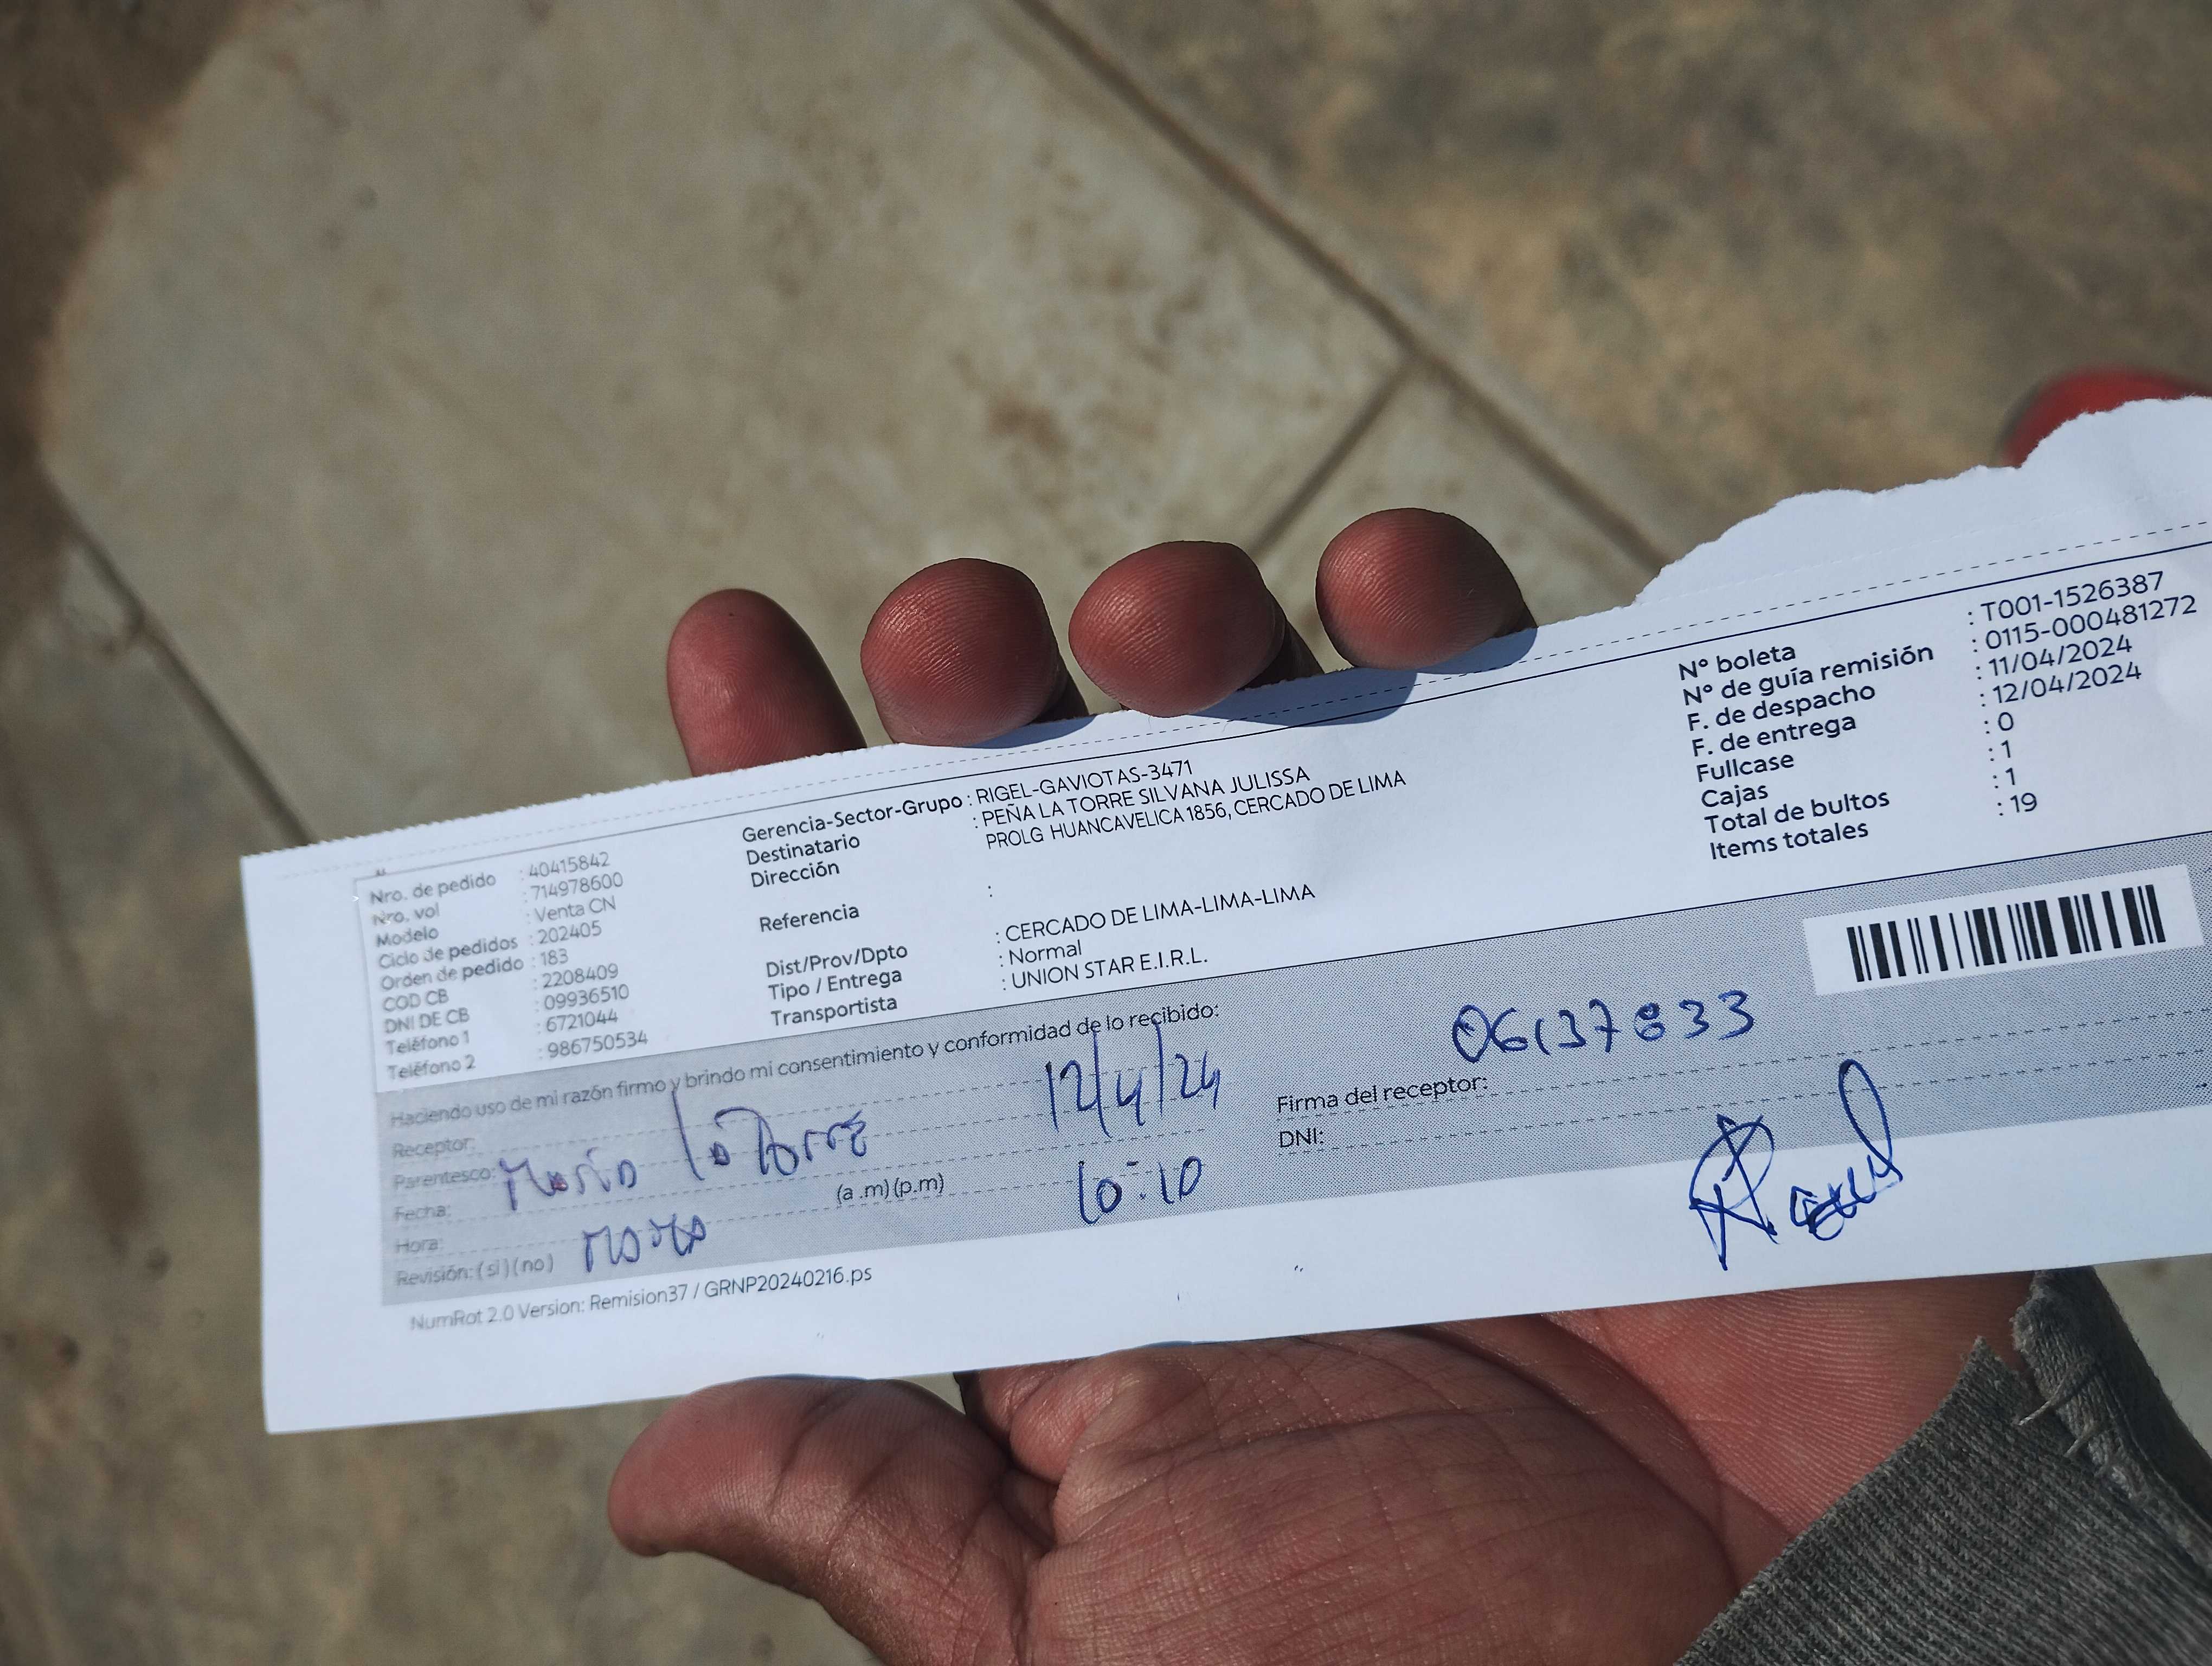 Nro. de pedido : 40415842
Nro. vol : 714978600
Modelo : Venta CN
Ciclo de pedidos : 202405
Orden de pedido : 183
COD CB : 2208409
DNI DE CB : 09936510
Teléfono 1 : 6721044
Teléfono 2 : 986750534
Gerencia-Sector-Grupo : RIGEL-GAVIOTAS-3471
Destinatario : PEÑA LA TORRE SILVANA JULISSA
Dirección PROLG HUANCAVELICA 1856, CERCADO DE LIMA
Referencia :
Dist/Prov/Dpto : CERCADO DE LIMA-LIMA-LIMA
Tipo / Entrega : Normal
Transportista : UNION STAR E.I.R.L.
N° boleta : T001-1526387
N° de guía remisión : 0115-000481272
F. de despacho : 11/04/2024
F. de entrega : 12/04/2024
Fullcase : 0
Cajas : 1
Total de bultos : 1
Items totales : 19
Haciendo uso de mi razón firmo y brindo mi consentimiento y conformidad de lo recibido:
Receptor:
Parentesco: La Torre 12/4/24
Fecha:
Hora: (a .m) (p.m) 10:10
Revisión: ( si ) ( no )
06137833
Firma del receptor:
DNI:
NumRot 2.0 Version: Remision37 / GRNP20240216.ps